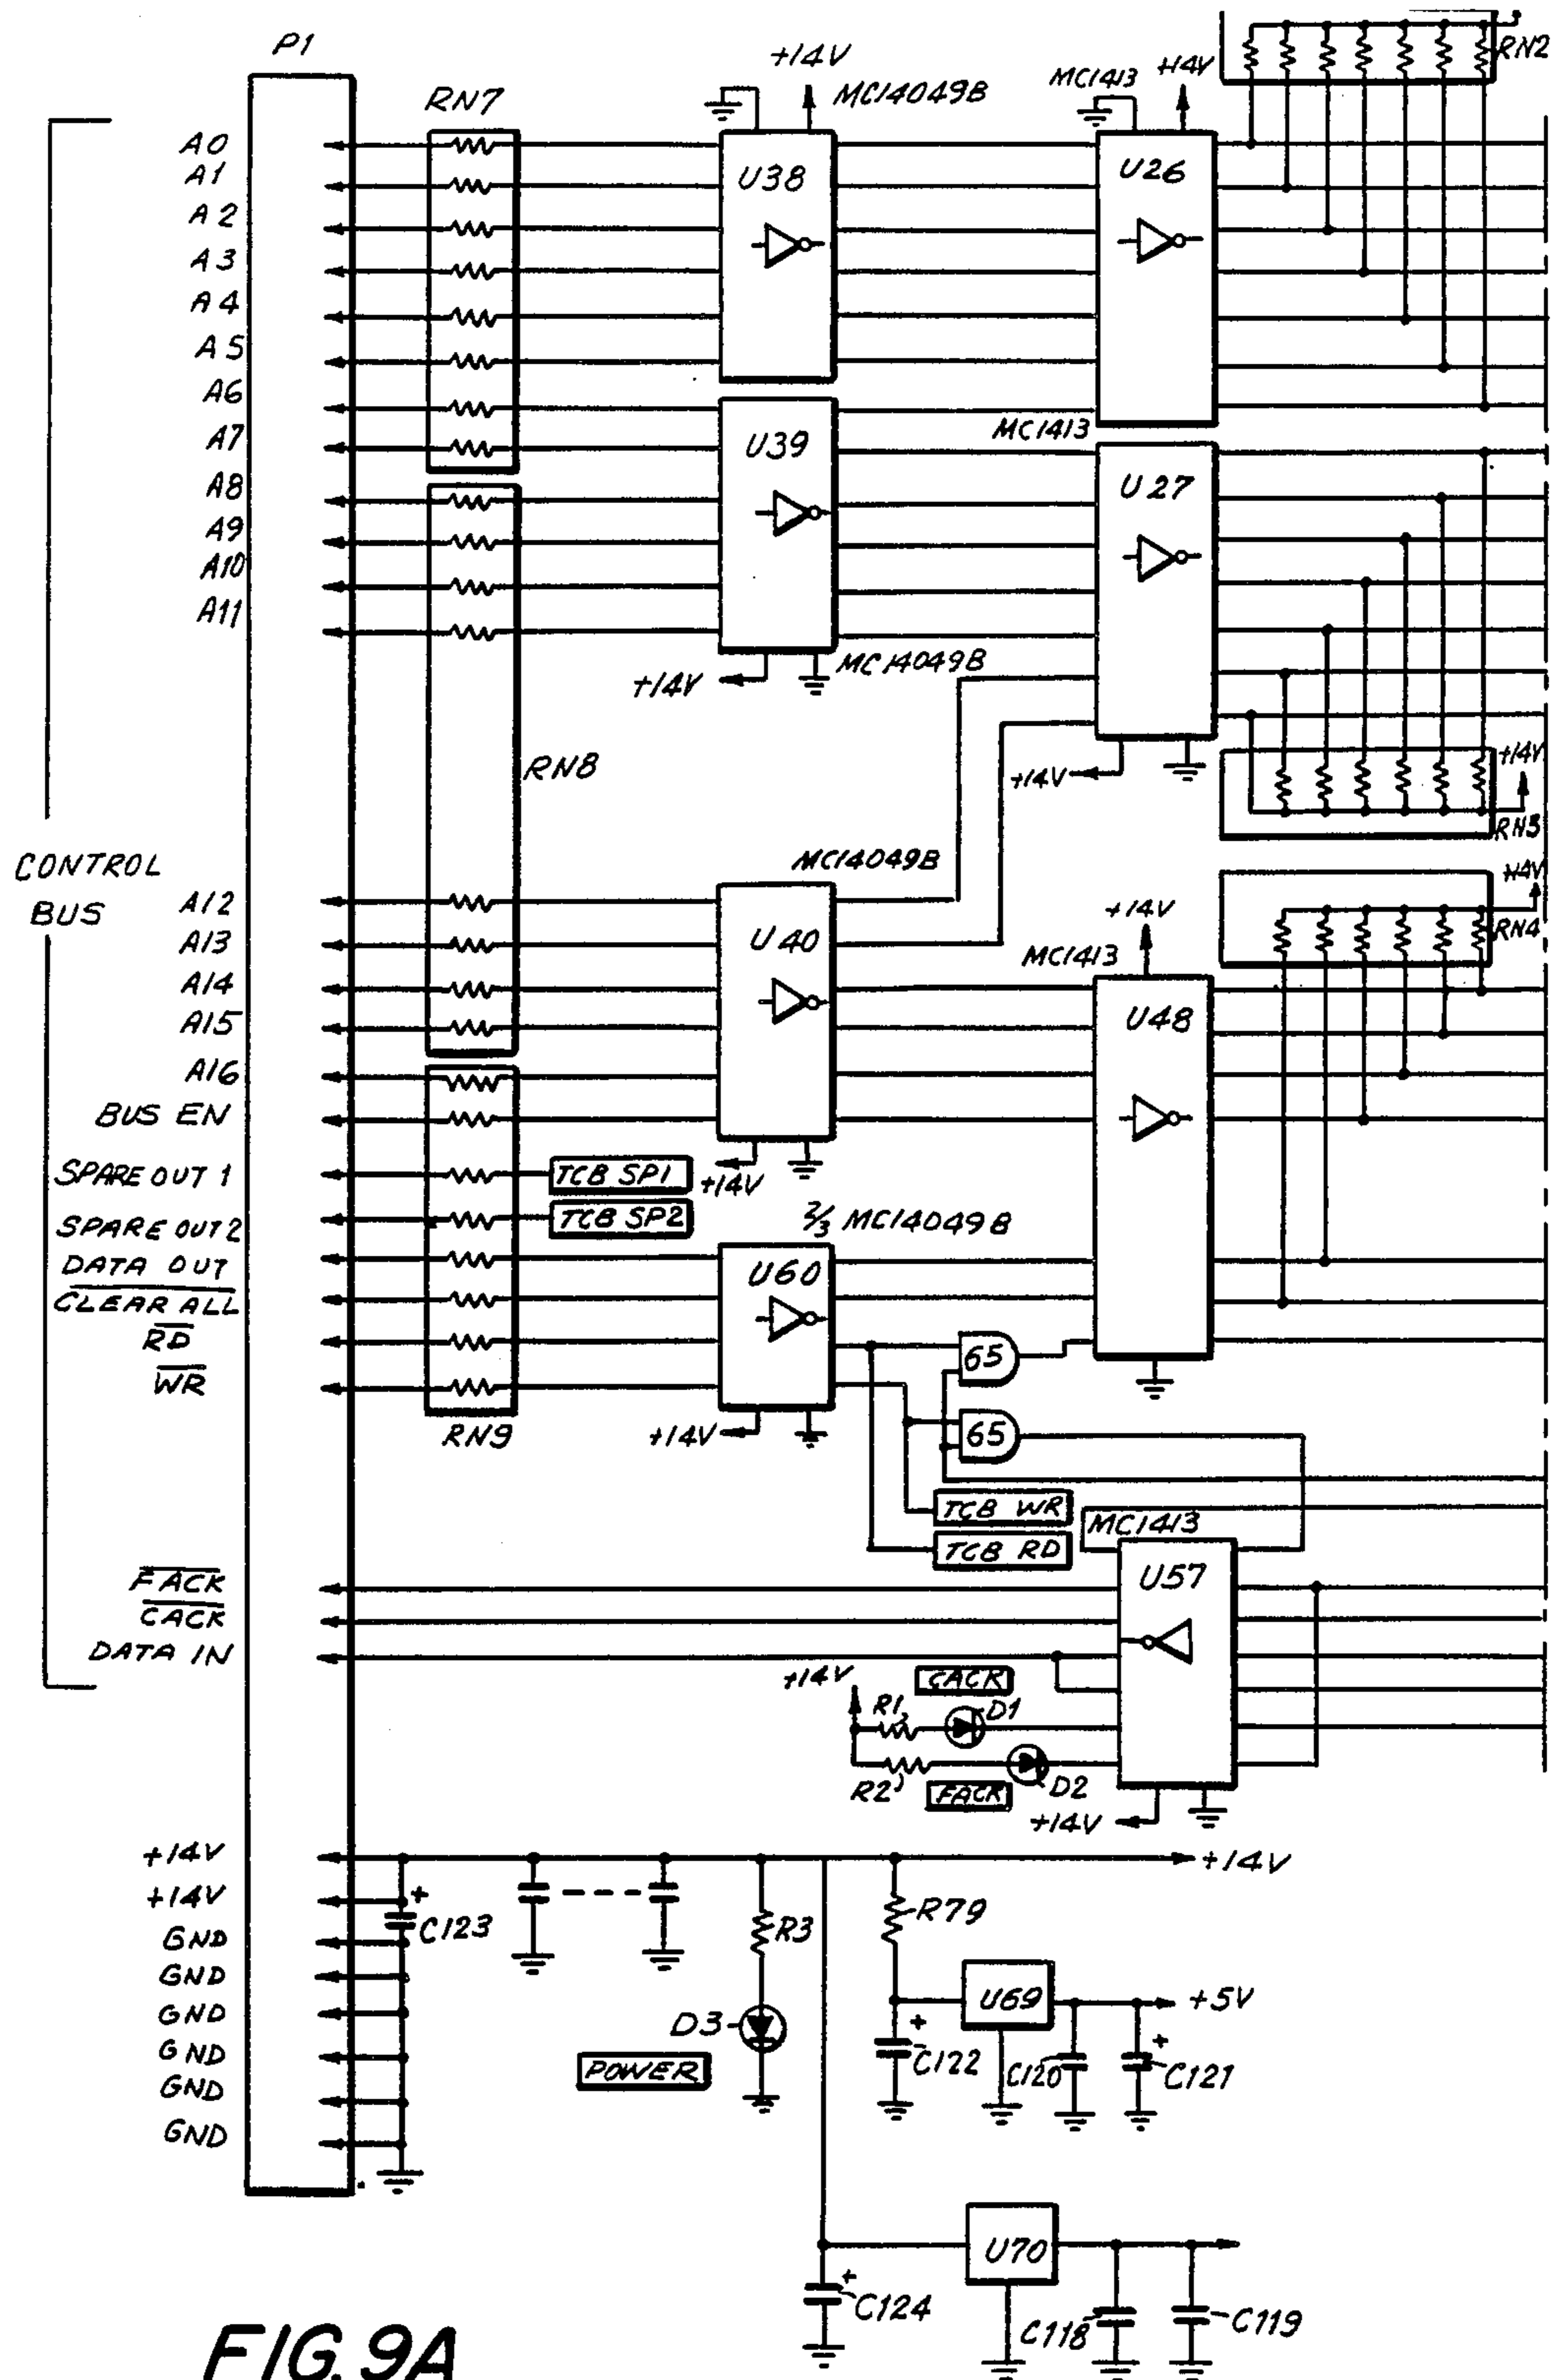 P1
RN7
+14V
MC14049B
MC1413
+14V
RN2
A0
A1
A2
A3
A4
A5
A6
A7
A8
A9
A10
A11
U38
U26
U39
MC1413
U27
+14V
MC14049B
RN8
+14V
+14V
RN3
CONTROL
BUS
MC14049B
+14V
RN4
A12
A13
A14
A15
A16
BUS EN
U40
+14V
MC1413
U48
SPARE OUT 1
TCB SP1
+14V
SPARE OUT 2
TCB SP2
2/3 MC14049B
DATA OUT
CLEAR ALL
RD
WR
U60
65
65
RN9
+14V
TCB WR
TCB RD
MC1413
U57
FACK
CACK
DATA IN
+14V
CACK
R1
D1
R2
FACK
D2
+14V
+14V
+14V
+14V
GND
GND
GND
GND
GND
GND
C123
R3
R79
D3
POWER
U69
+5V
C122
C120
C121
U70
C124
C118
C119
FIG. 9A